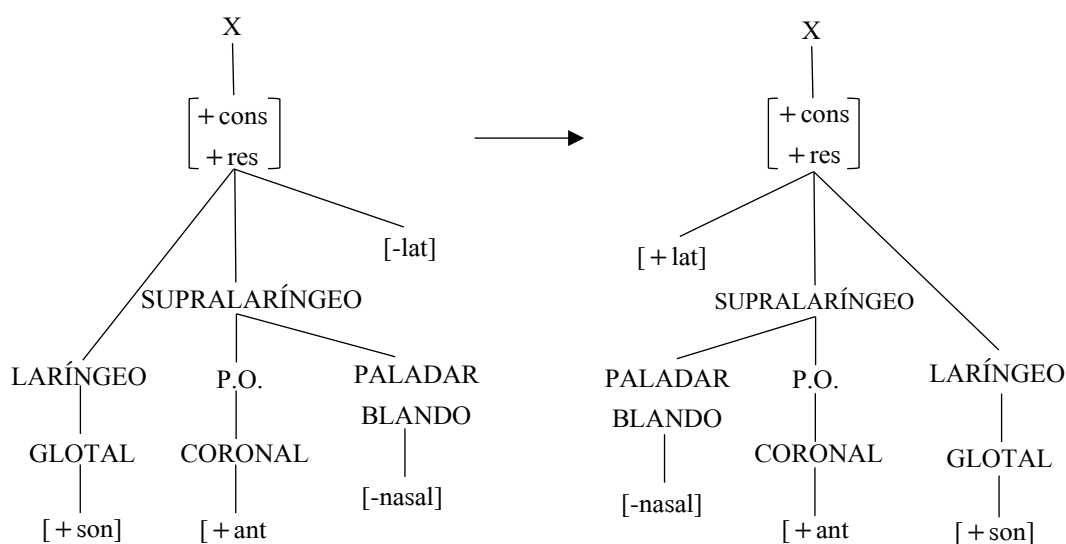 X
[ + cons
+ res ]
[-lat]
SUPRALARÍNGEO
LARÍNGEO
P.O.
PALADAR
BLANDO
GLOTAL
CORONAL
[-nasal]
[ + son]
[ + ant
X
[ + cons
+ res ]
[ + lat]
SUPRALARÍNGEO
PALADAR
BLANDO
P.O.
LARÍNGEO
CORONAL
GLOTAL
[-nasal]
[ + ant
[ + son]